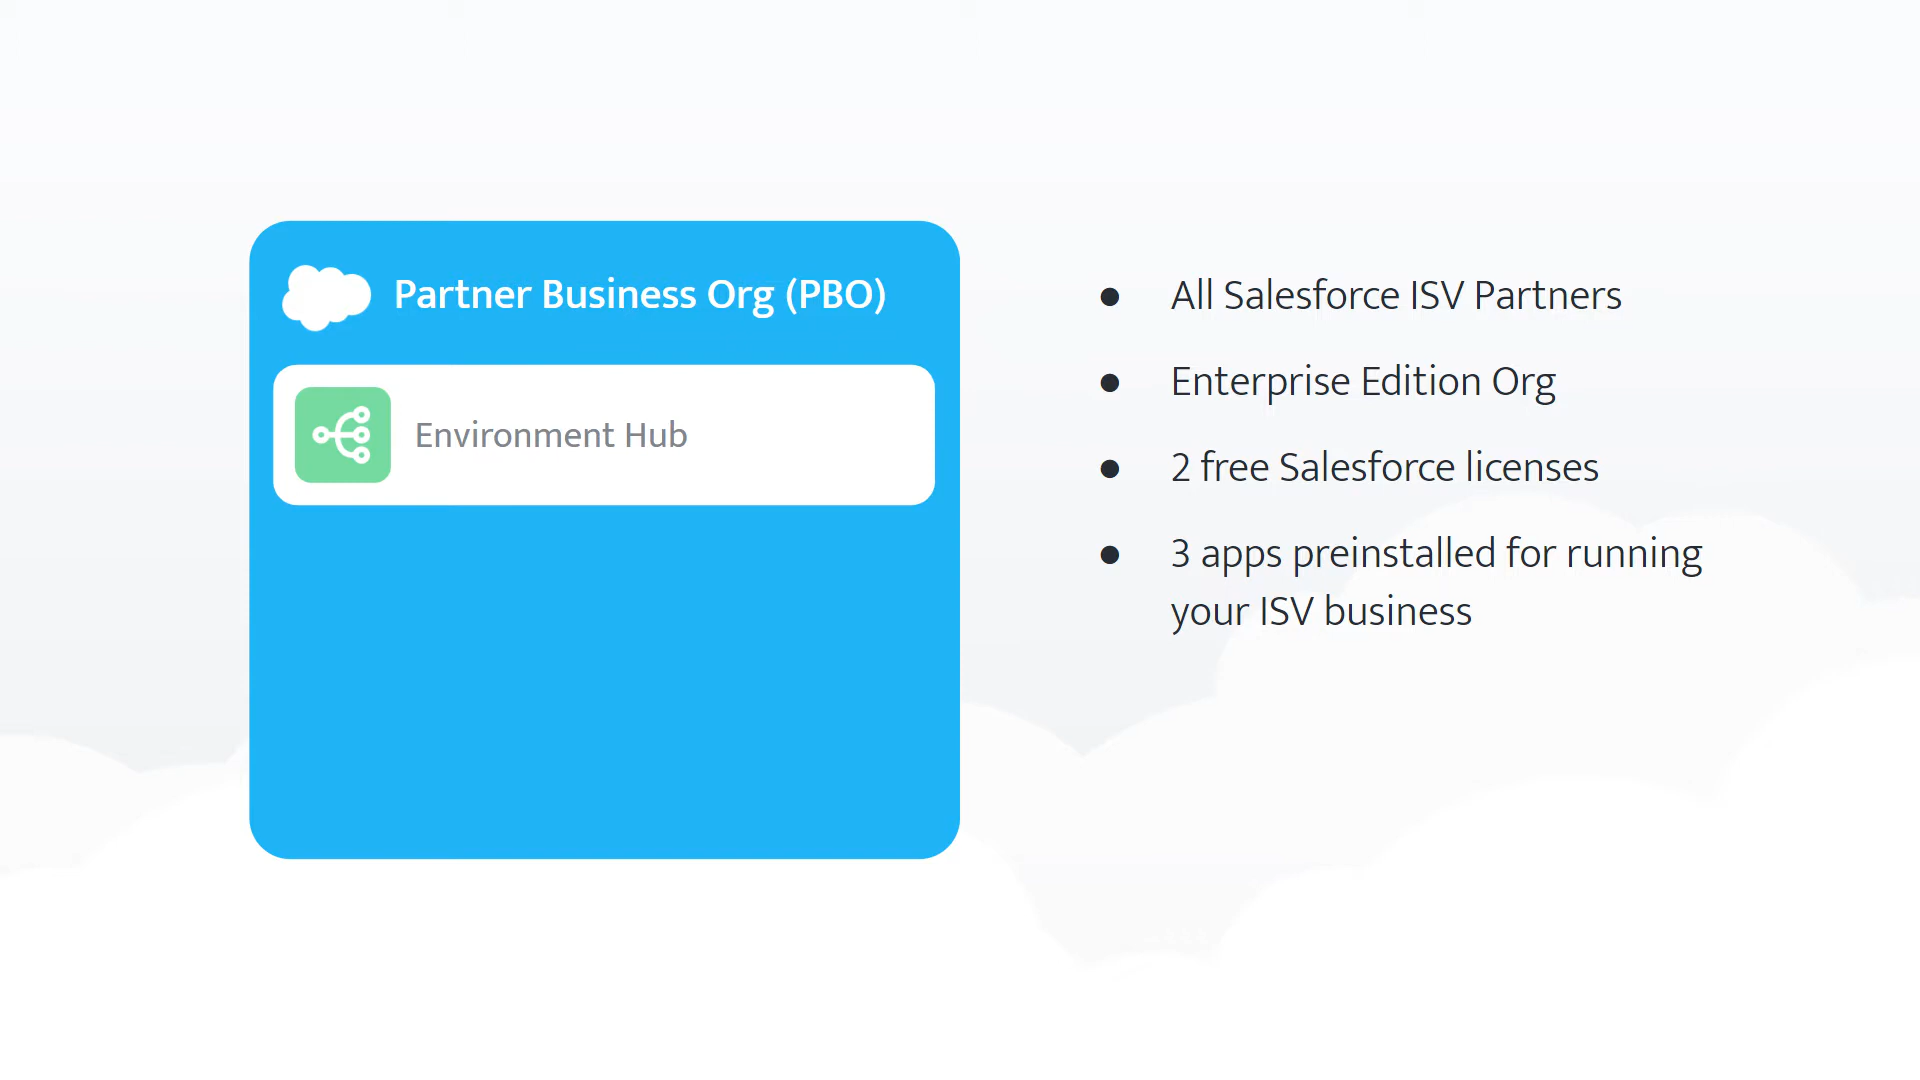 Partner Business Org (PBO)
Environment Hub
● All Salesforce ISV Partners
● Enterprise Edition Org
● 2 free Salesforce licenses
● 3 apps preinstalled for running
your ISV business